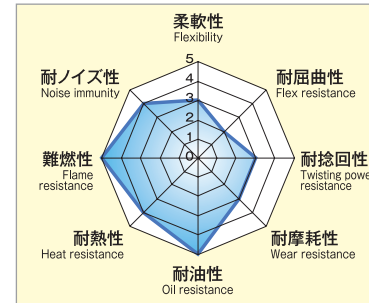 柔軟性
Flexibility
耐ノイズ性
Noise immunity
耐屈曲性
Flex resistance
5
4
3
2
1
0
難燃性
Flame
resistance
耐捻回性
Twisting powe
resistance
耐熱性
Heat resistance
耐摩耗性
Wear resistance
耐油性
Oil resistance